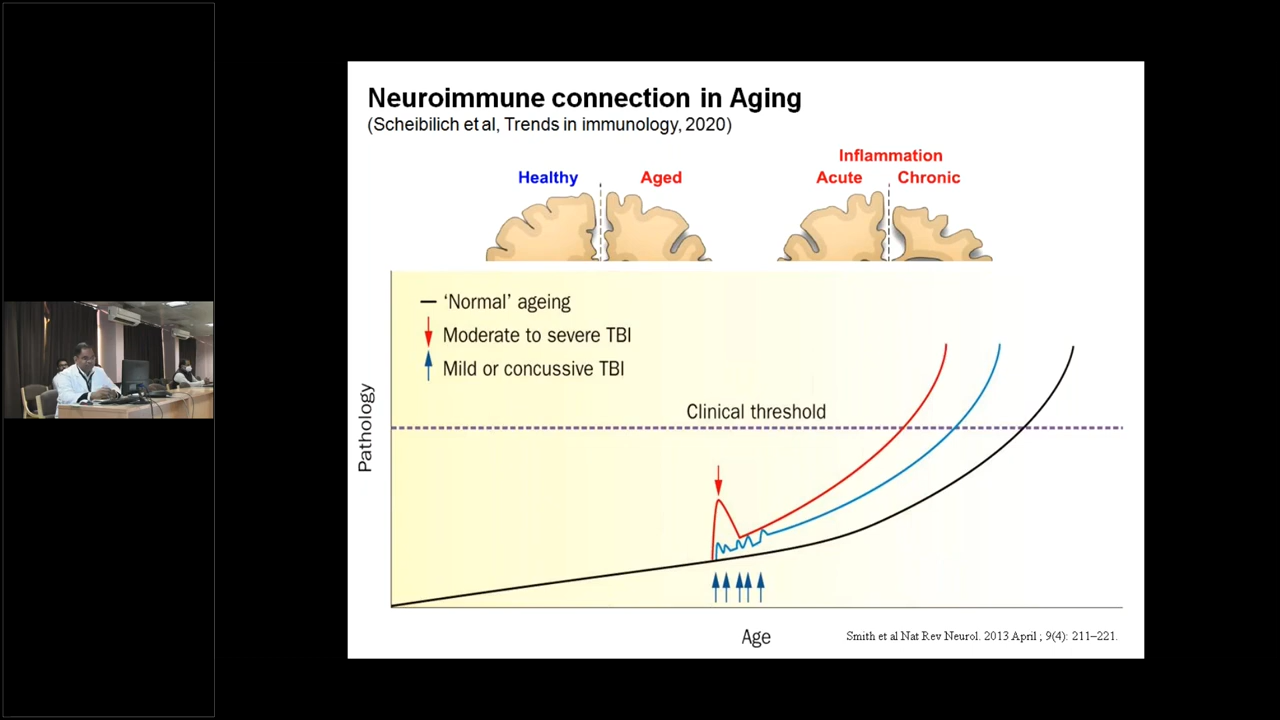 Neuroimmune connection in Aging
(Scheibilich et al, Trends in immunology, 2020)
Inflammation
Healthy Aged Acute Chronic
‘Normal’ ageing
Moderate to severe TBI
Mild or concussive TBI
Clinical threshold
Pathology
Age
Smith et al Nat Rev Neurol. 2013 April ; 9(4): 211–221.